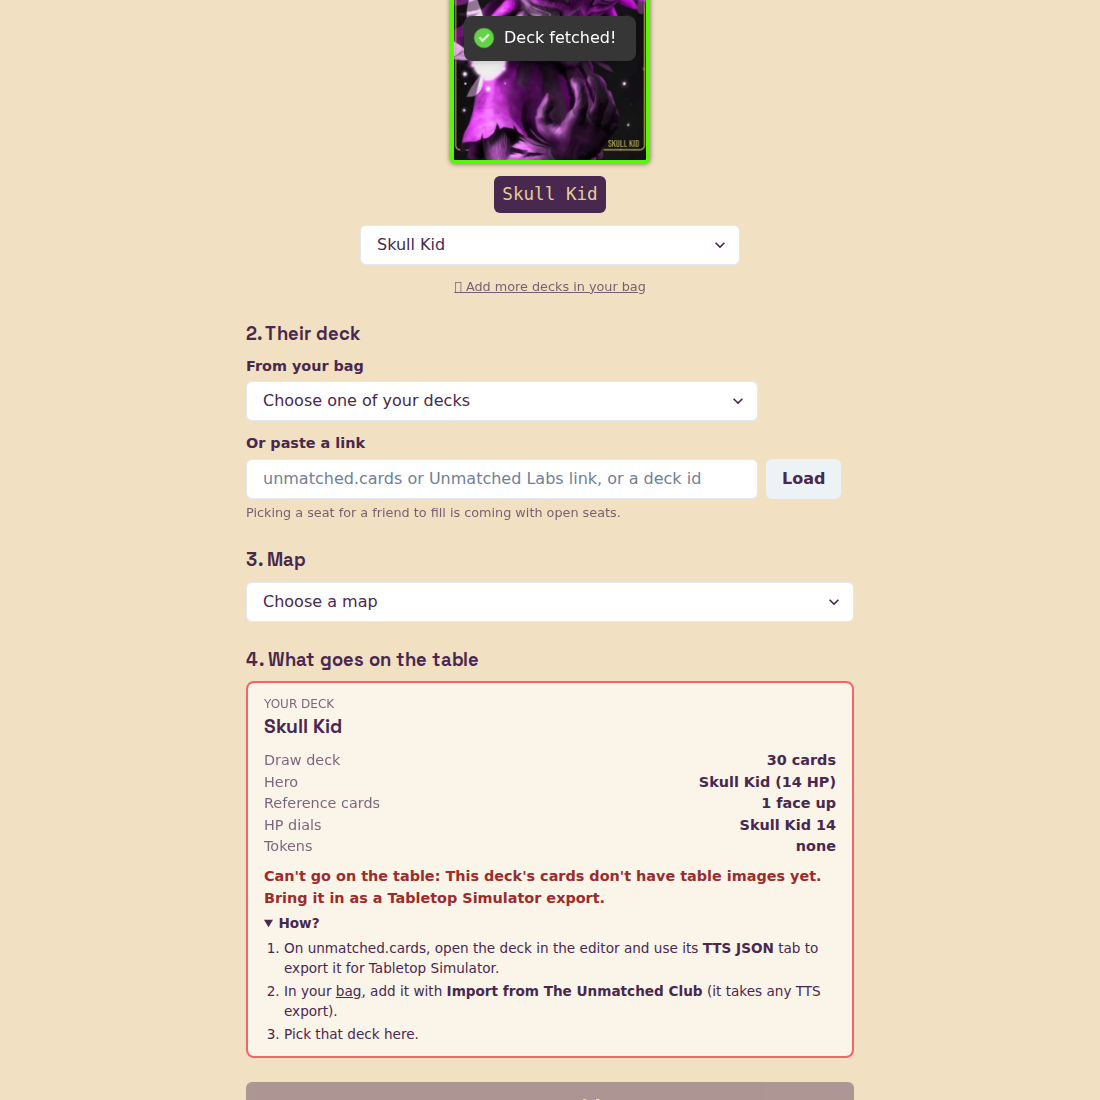 Deck fetched!
SKULL KID
Skull Kid
Skull Kid
Add more decks in your bag
2. Their deck
From your bag
Choose one of your decks
Or paste a link
unmatched.cards or Unmatched Labs link, or a deck id
Load
Picking a seat for a friend to fill is coming with open seats.
3. Map
Choose a map
4. What goes on the table
YOUR DECK
Skull Kid
Draw deck 30 cards
Hero Skull Kid (14 HP)
Reference cards 1 face up
HP dials Skull Kid 14
Tokens none
Can't go on the table: This deck's cards don't have table images yet.
Bring it in as a Tabletop Simulator export.
▼ How?
1. On unmatched.cards, open the deck in the editor and use its TTS JSON tab to
export it for Tabletop Simulator.
2. In your bag, add it with Import from The Unmatched Club (it takes any TTS
export).
3. Pick that deck here.